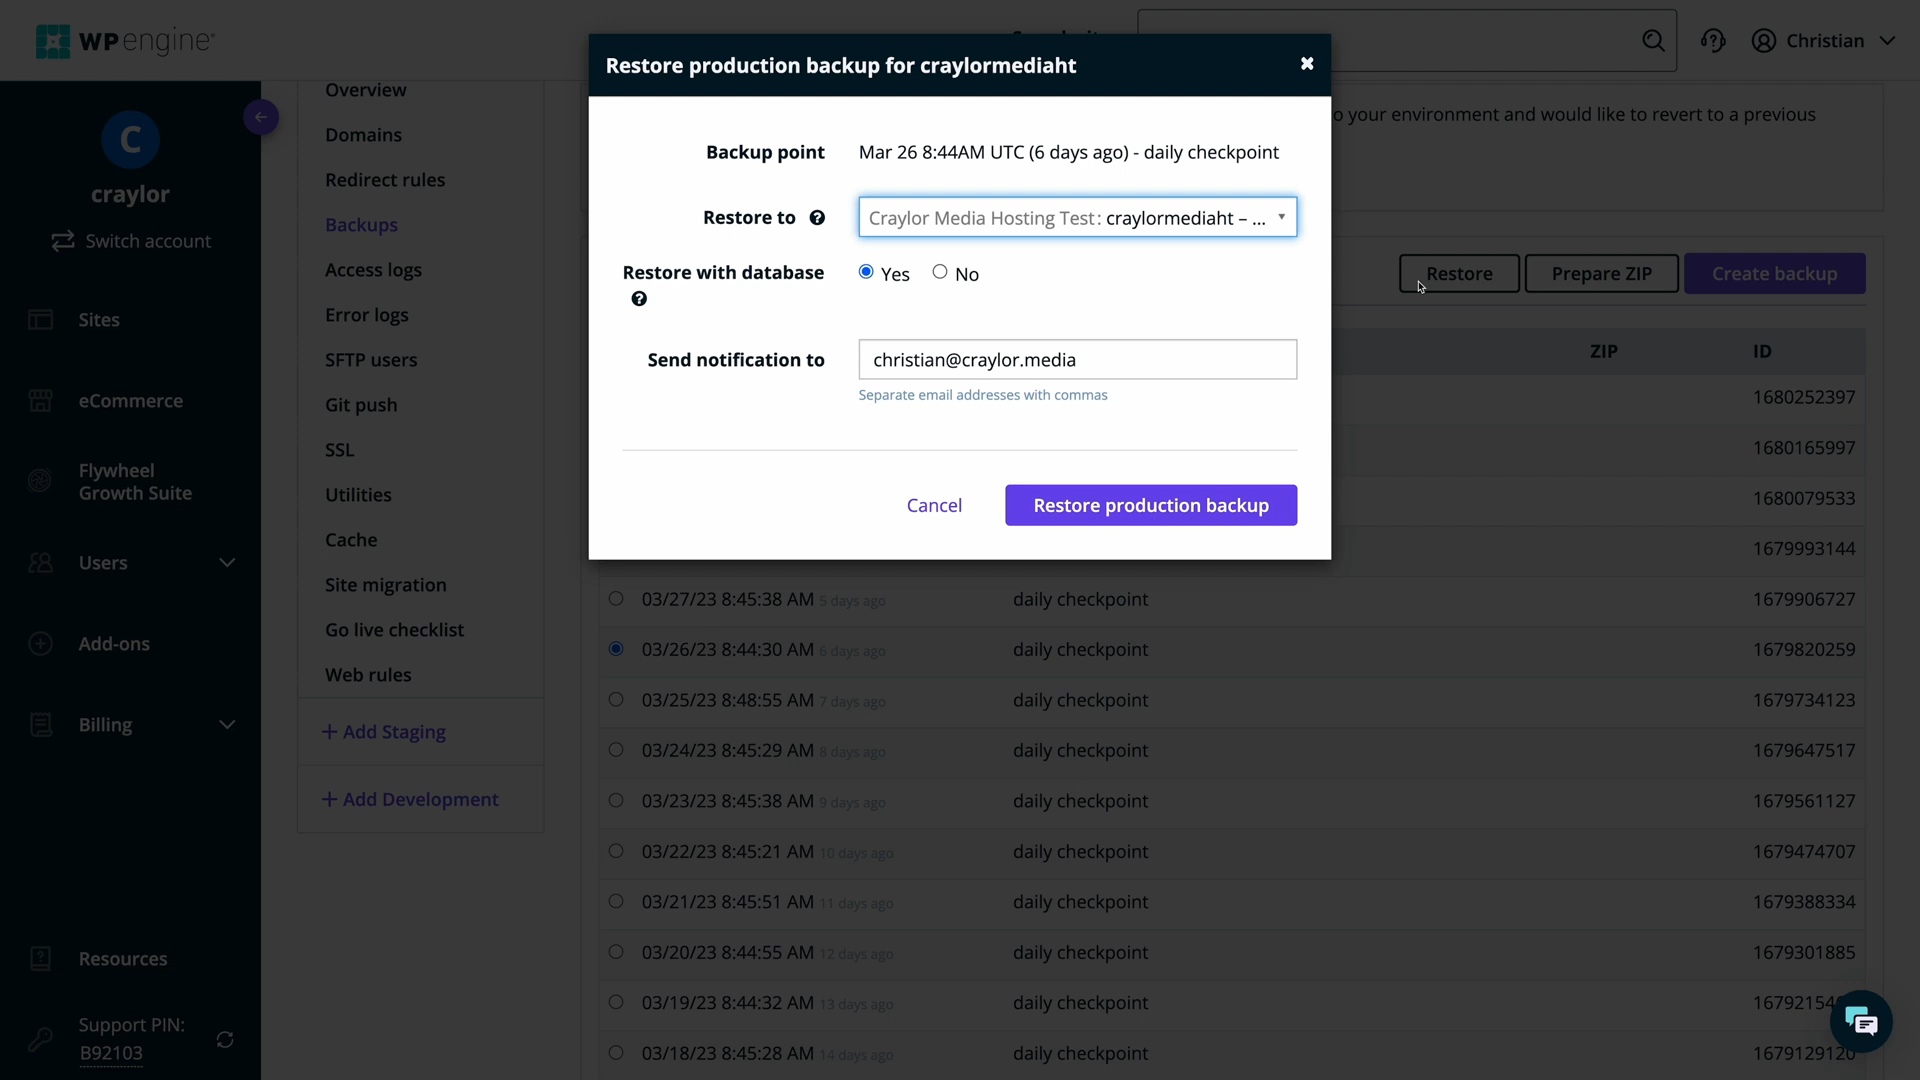 WPengine
Christian
Restore production backup for craylormediaht
o your environment and would like to revert to a previous
C
craylor
Switch account
Sites
eCommerce
Flywheel
Growth Suite
Users
Add-ons
Billing
Resources
Support PIN:
B92103
Overview
Domains
Redirect rules
Backups
Access logs
Error logs
SFTP users
Git push
SSL
Utilities
Cache
Site migration
Go live checklist
Web rules
+ Add Staging
+ Add Development
Backup point Mar 26 8:44AM UTC (6 days ago) - daily checkpoint
Restore to ? Craylor Media Hosting Test: craylormediaht – ...
Restore with database Yes No
?
Send notification to christian@craylor.media
Separate email addresses with commas
Cancel Restore production backup
Restore Prepare ZIP Create backup
ZIP ID
1680252397
1680165997
1680079533
1679993144
03/27/23 8:45:38 AM 5 days ago daily checkpoint 1679906727
03/26/23 8:44:30 AM 6 days ago daily checkpoint 1679820259
03/25/23 8:48:55 AM 7 days ago daily checkpoint 1679734123
03/24/23 8:45:29 AM 8 days ago daily checkpoint 1679647517
03/23/23 8:45:38 AM 9 days ago daily checkpoint 1679561127
03/22/23 8:45:21 AM 10 days ago daily checkpoint 1679474707
03/21/23 8:45:51 AM 11 days ago daily checkpoint 1679388334
03/20/23 8:44:55 AM 12 days ago daily checkpoint 1679301885
03/19/23 8:44:32 AM 13 days ago daily checkpoint
03/18/23 8:45:28 AM 14 days ago daily checkpoint 1679129120